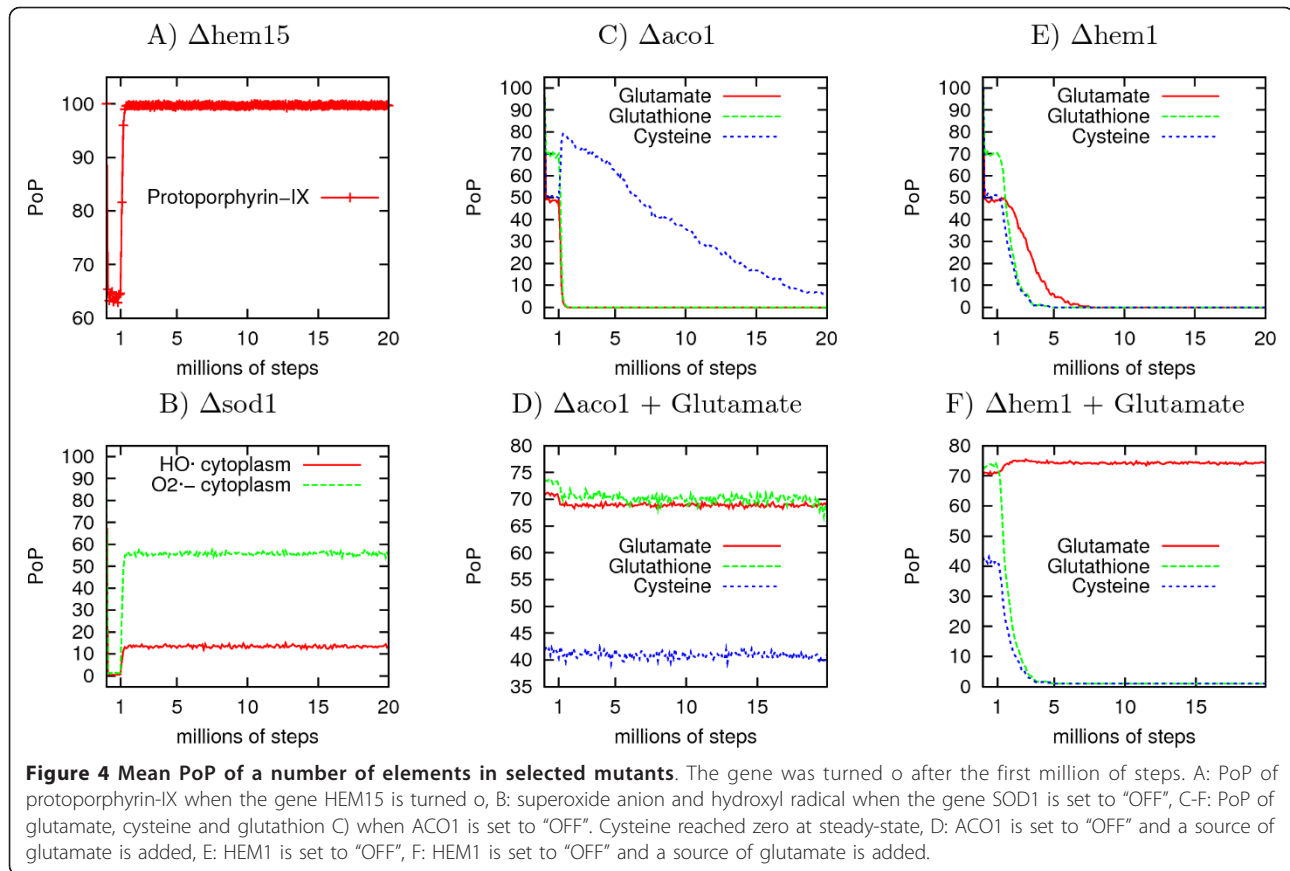 A) Δhem15
PoP
100
90
80
70
60
Protoporphyrin−IX
1 5 10 15 20
millions of steps
C) Δaco1
PoP
100
90
80
70
60
50
40
30
20
10
0
Glutamate
Glutathione
Cysteine
1 5 10 15 20
millions of steps
E) Δhem1
PoP
100
90
80
70
60
50
40
30
20
10
0
Glutamate
Glutathione
Cysteine
1 5 10 15 20
millions of steps
B) Δsod1
PoP
100
90
80
70
60
50
40
30
20
10
0
HO· cytoplasm
O2·− cytoplasm
1 5 10 15 20
millions of steps
D) Δaco1 + Glutamate
PoP
80
75
70
65
60
55
50
45
40
35
Glutamate
Glutathione
Cysteine
1 5 10 15
millions of steps
F) Δhem1 + Glutamate
PoP
80
70
60
50
40
30
20
10
0
Glutamate
Glutathione
Cysteine
1 5 10 15
millions of steps
Figure 4 Mean PoP of a number of elements in selected mutants. The gene was turned o after the first million of steps. A: PoP of
protoporphyrin-IX when the gene HEM15 is turned o, B: superoxide anion and hydroxyl radical when the gene SOD1 is set to “OFF”, C-F: PoP of
glutamate, cysteine and glutathion C) when ACO1 is set to “OFF”. Cysteine reached zero at steady-state, D: ACO1 is set to “OFF” and a source of
glutamate is added, E: HEM1 is set to “OFF”, F: HEM1 is set to “OFF” and a source of glutamate is added.